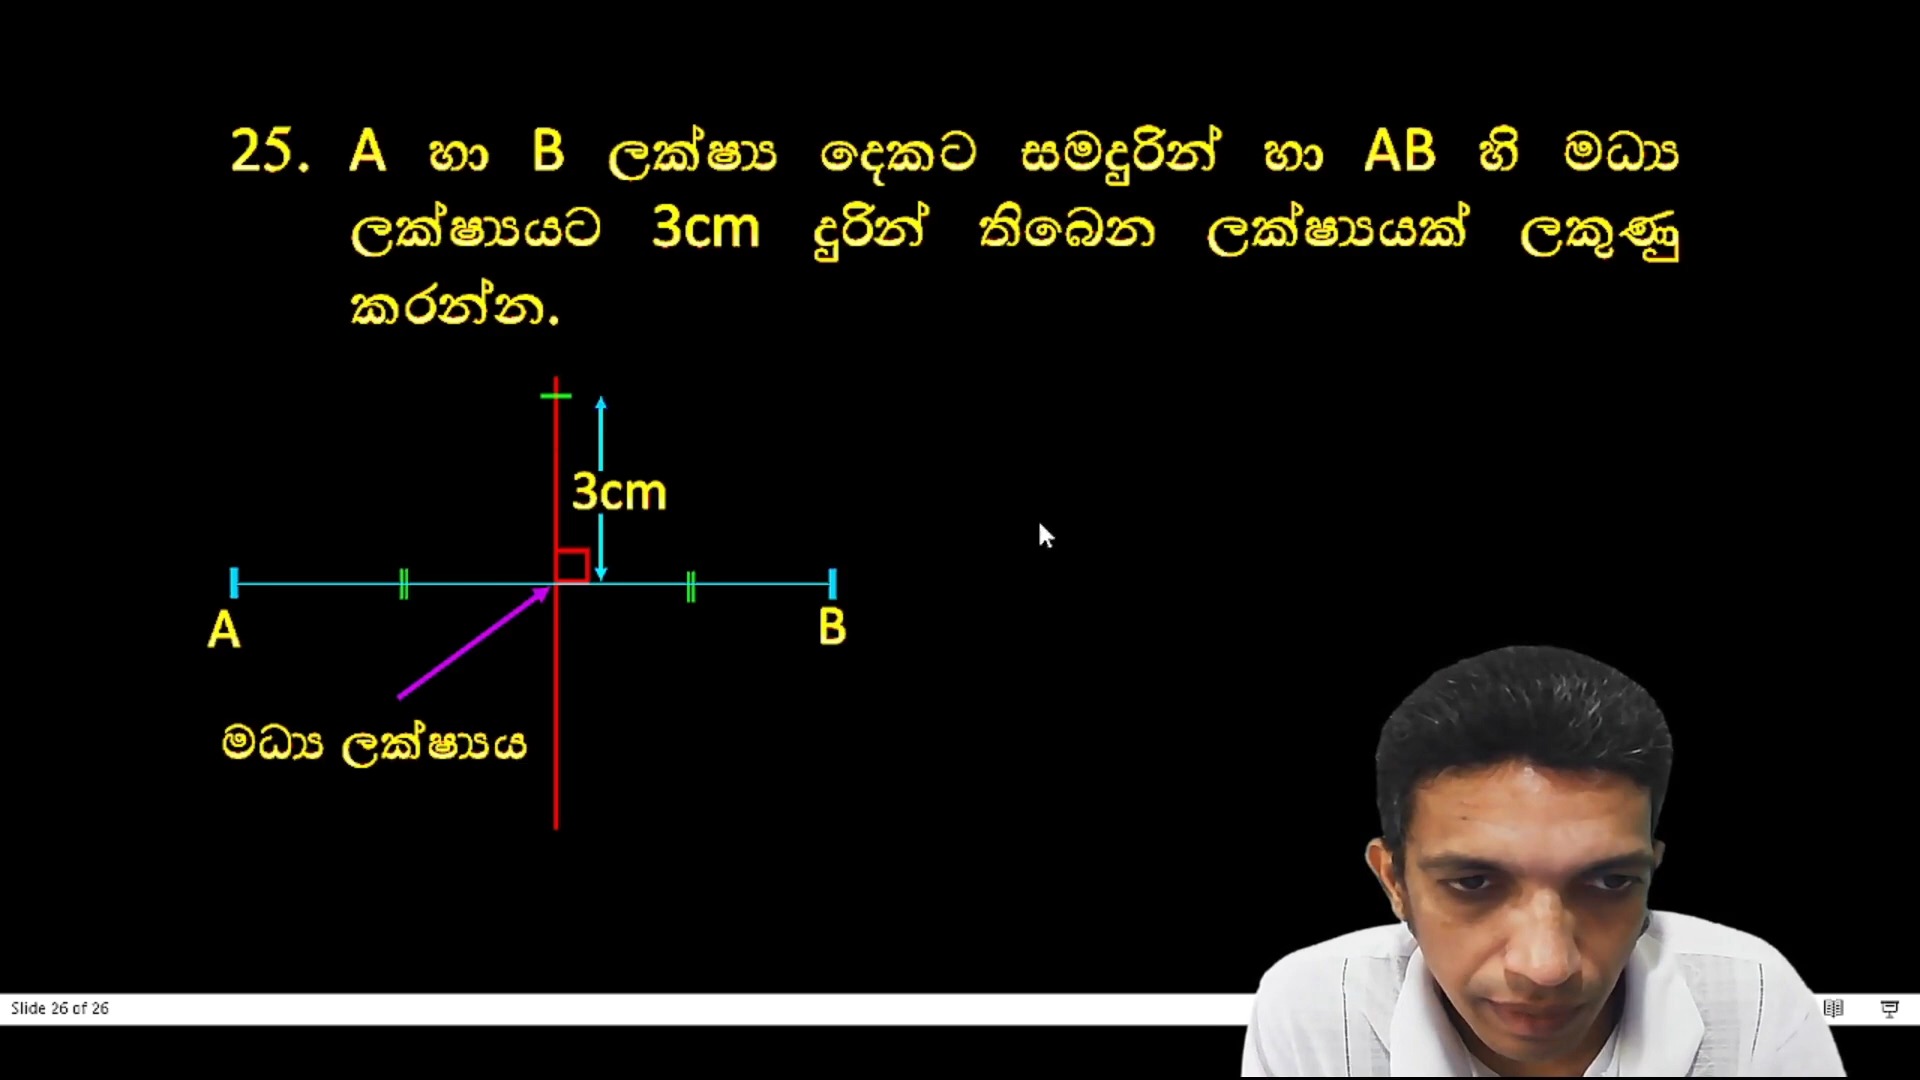 25. A හා B ලක්ෂ්‍ය දෙකට සමදුරින් හා AB හි මධ්‍ය
ලක්ෂ්‍යයට 3cm දුරින් තිබෙන ලක්ෂ්‍යයක් ලකුණු
කරන්න.
3cm
A
B
මධ්‍ය ලක්ෂ්‍යය
Slide 26 of 26